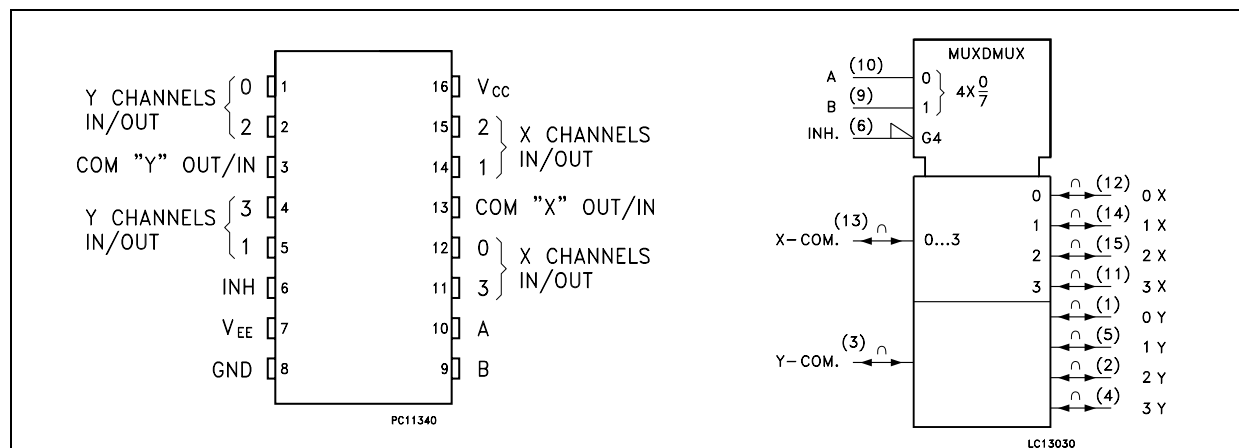 Y CHANNELS
IN/OUT
0
2
COM "Y" OUT/IN
Y CHANNELS
IN/OUT
3
1
INH
VEE
GND
1
2
3
4
5
6
7
8
16
15
14
13
12
11
10
9
VCC
2
1
X CHANNELS
IN/OUT
COM "X" OUT/IN
0
3
X CHANNELS
IN/OUT
A
B
PC11340
MUXDMUX
A (10) 0
B (9) 1
4X 0/7
INH. (6) G4
X-COM. (13) ∩ 0...3
0 ∩ (12) 0 X
1 ∩ (14) 1 X
2 ∩ (15) 2 X
3 ∩ (11) 3 X
∩ (1) 0 Y
∩ (5) 1 Y
Y-COM. (3) ∩
∩ (2) 2 Y
∩ (4) 3 Y
LC13030